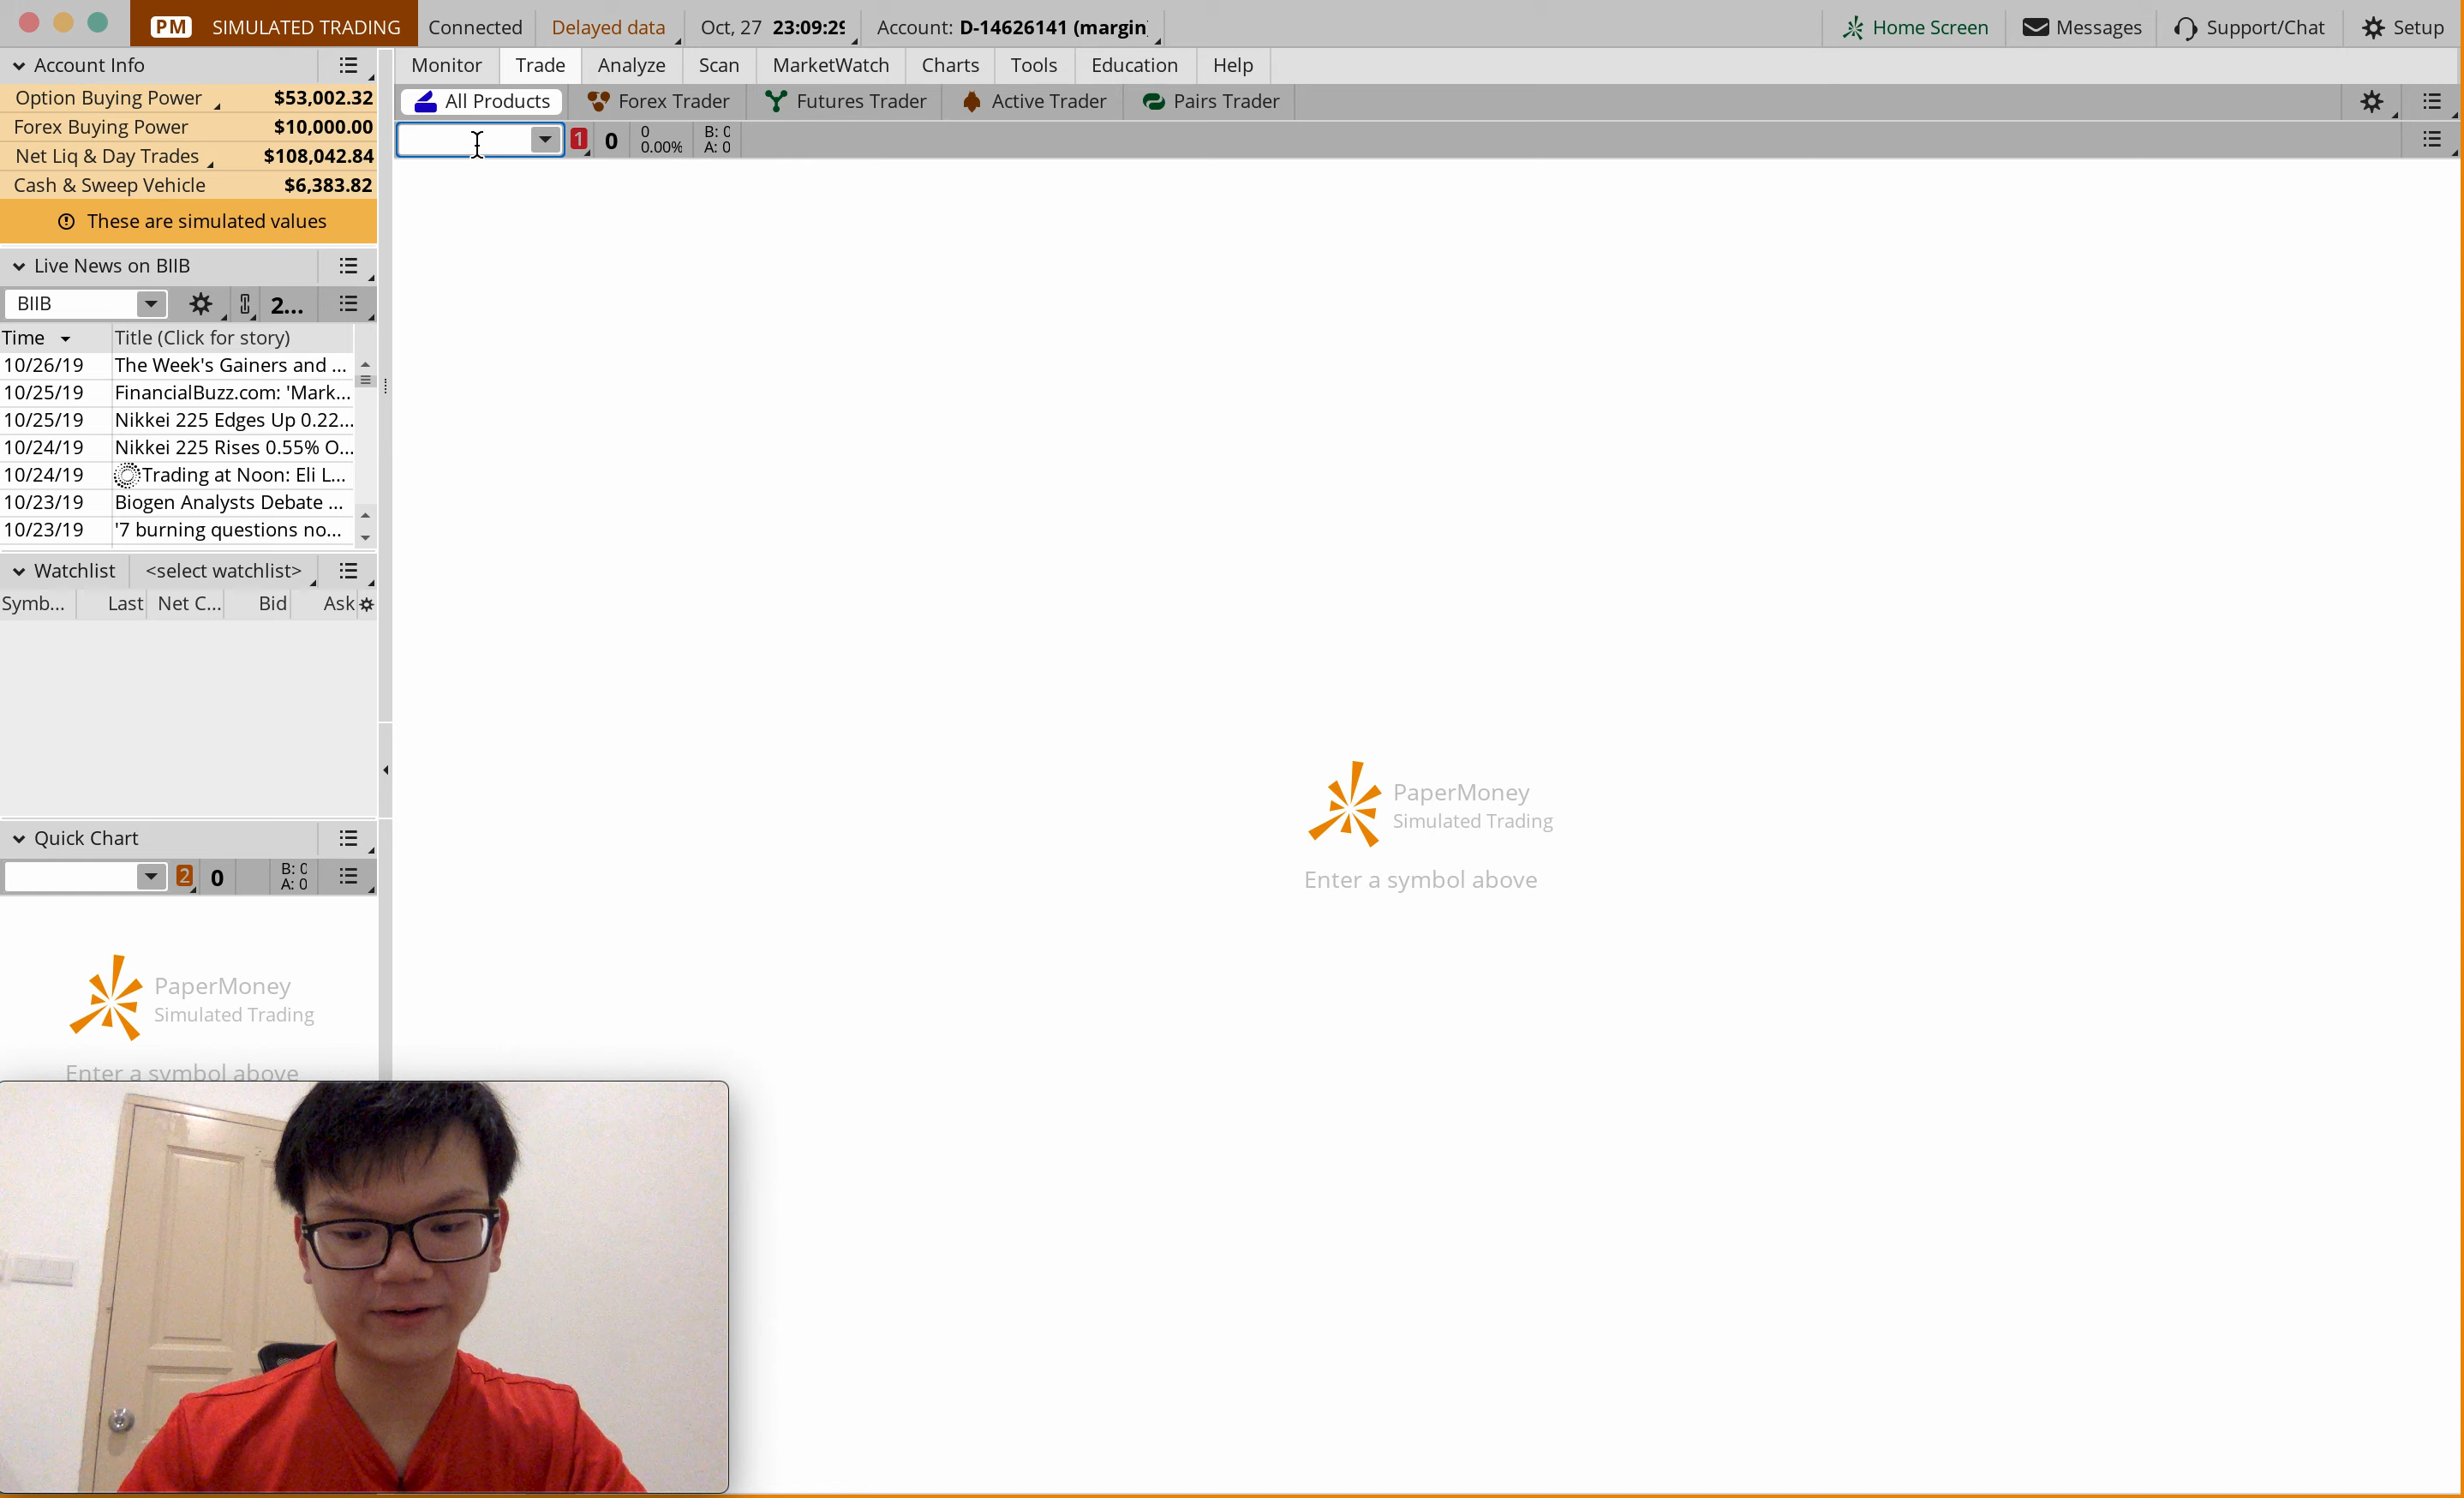 PM SIMULATED TRADING Connected Delayed data Oct, 27 23:09:29 Account: D-14626141 (margin Home Screen Messages Support/Chat Setup
Account Info
Option Buying Power $53,002.32
Forex Buying Power $10,000.00
Net Liq & Day Trades $108,042.84
Cash & Sweep Vehicle $6,383.82
These are simulated values
Live News on BIIB
BIIB 2...
Time Title (Click for story)
10/26/19 The Week's Gainers and ...
10/25/19 FinancialBuzz.com: 'Mark...
10/25/19 Nikkei 225 Edges Up 0.22...
10/24/19 Nikkei 225 Rises 0.55% O...
10/24/19 Trading at Noon: Eli L...
10/23/19 Biogen Analysts Debate ...
10/23/19 '7 burning questions no...
Watchlist <select watchlist>
Symb... Last Net C... Bid Ask
Quick Chart
2 0 B: 0
A: 0
PaperMoney
Simulated Trading
Enter a symbol above
Monitor Trade Analyze Scan MarketWatch Charts Tools Education Help
All Products Forex Trader Futures Trader Active Trader Pairs Trader
1 0 0 B: 0
0.00% A: 0
PaperMoney
Simulated Trading
Enter a symbol above